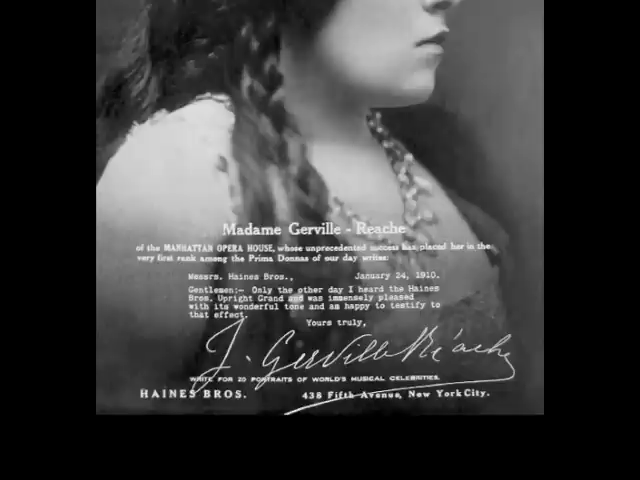 Madame Gerville - Reache
of the MANHATTAN OPERA HOUSE, whose unprecedented success has placed her in the
very first rank among the Prima Donnas of our day writes:
Messrs. Haines Bros., January 24, 1910.
Gentlemen:- Only the other day I heard the Haines
Bros. Upright Grand and was immensely pleased
with its wonderful tone and am happy to testify to
that effect.
Yours truly,
J. Gerville Réache
WRITE FOR 20 PORTRAITS OF WORLD'S MUSICAL CELEBRITIES.
HAINES BROS. 438 Fifth Avenue, New York City.